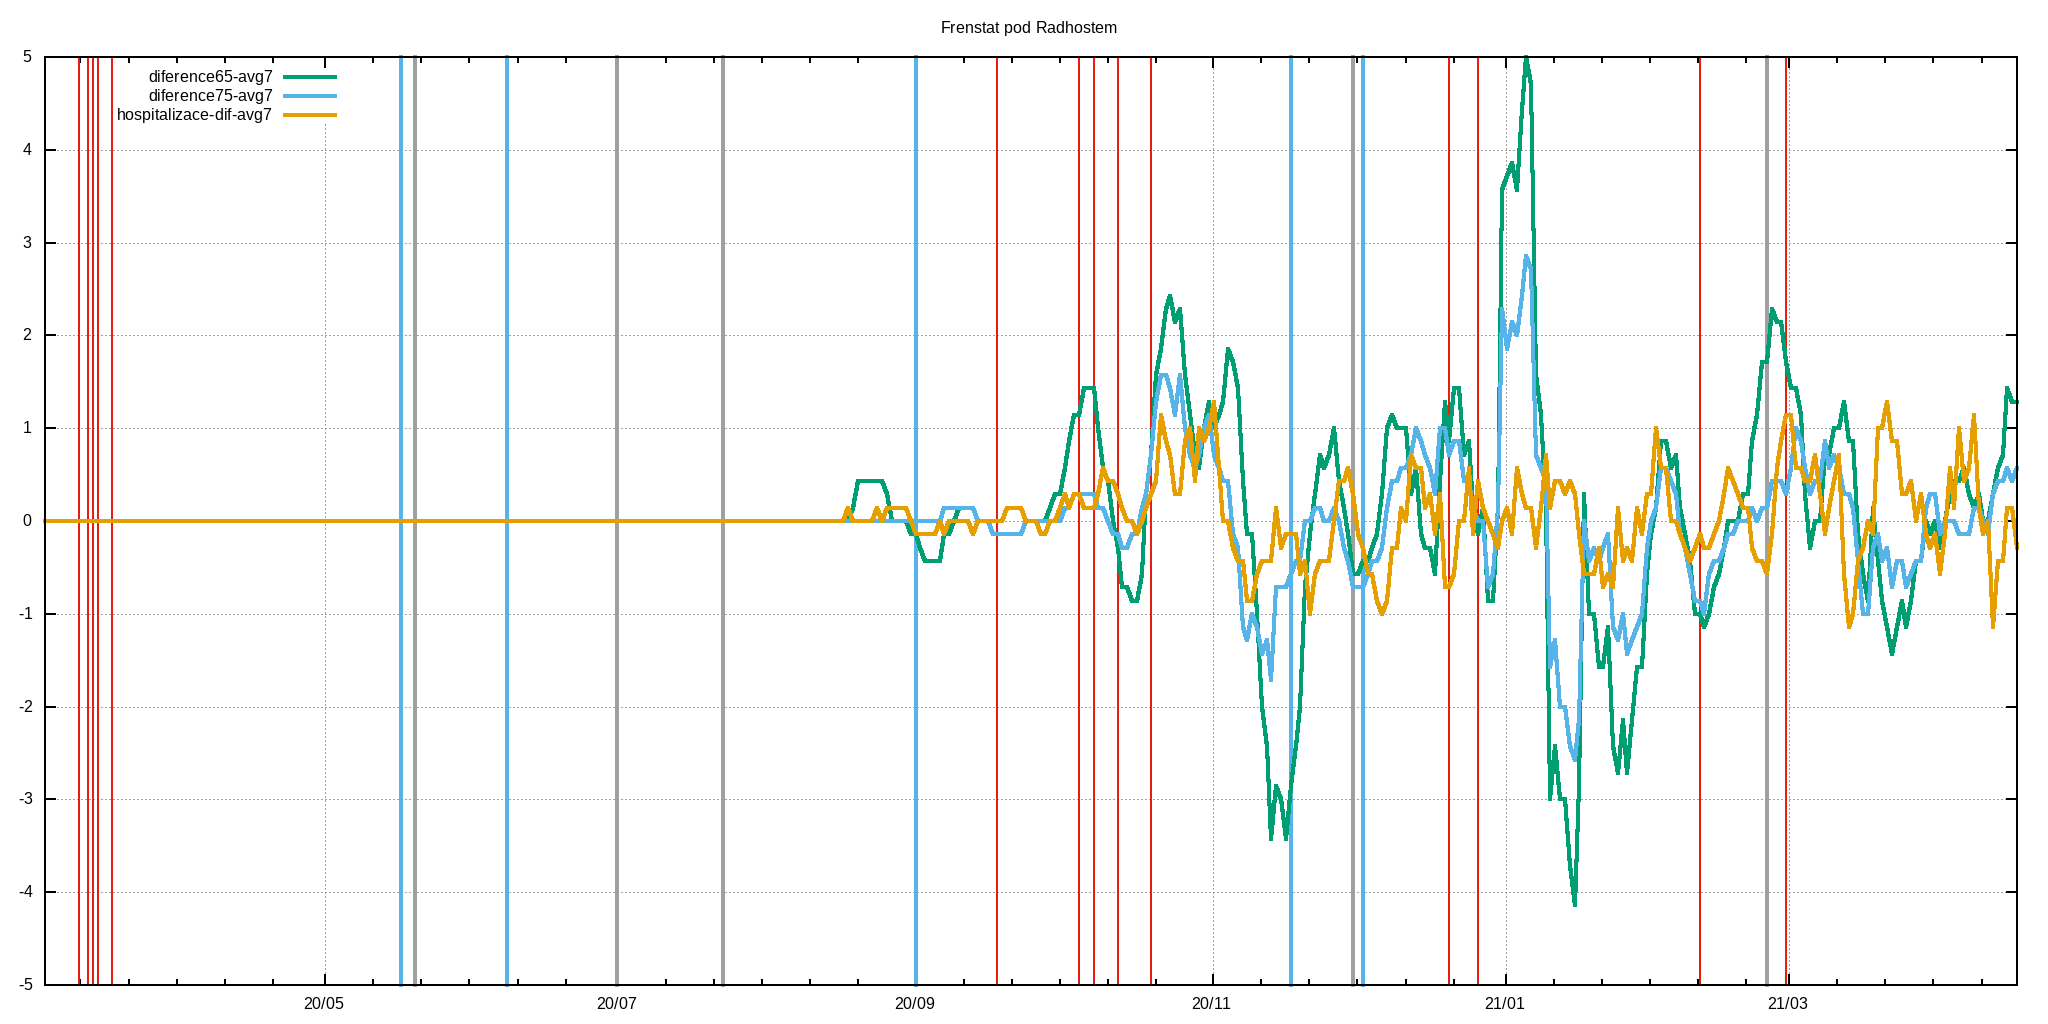 Frenstat pod Radhostem
diference65-avg7
diference75-avg7
hospitalizace-dif-avg7
5
4
3
2
1
0
-1
-2
-3
-4
-5
20/05 20/07 20/09 20/11 21/01 21/03